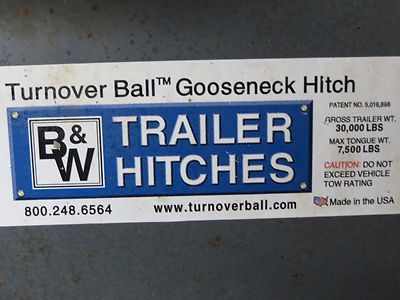 Turnover Ball™ Gooseneck Hitch
PATENT NO. 5,016,898
B&W
TRAILER
HITCHES
GROSS TRAILER WT.
30,000 LBS
MAX TONGUE WT.
7,500 LBS
CAUTION: DO NOT
EXCEED VEHICLE
TOW RATING
800.248.6564
www.turnoverball.com
Made in the USA